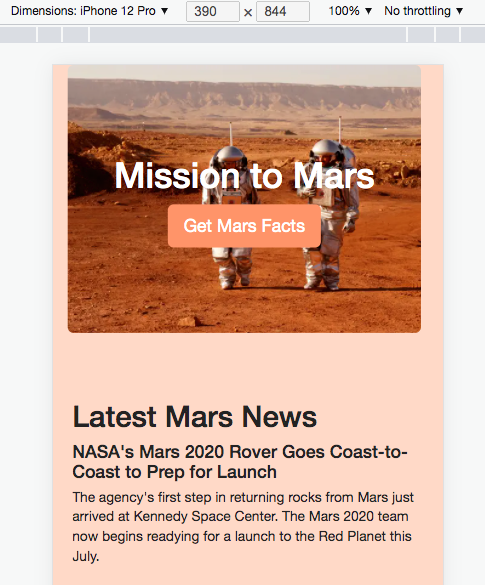 Dimensions: iPhone 12 Pro ▼ 390 × 844 100% ▼ No throttling ▼
Mission to Mars
Get Mars Facts
Latest Mars News
NASA's Mars 2020 Rover Goes Coast-to-
Coast to Prep for Launch
The agency's first step in returning rocks from Mars just
arrived at Kennedy Space Center. The Mars 2020 team
now begins readying for a launch to the Red Planet this
July.